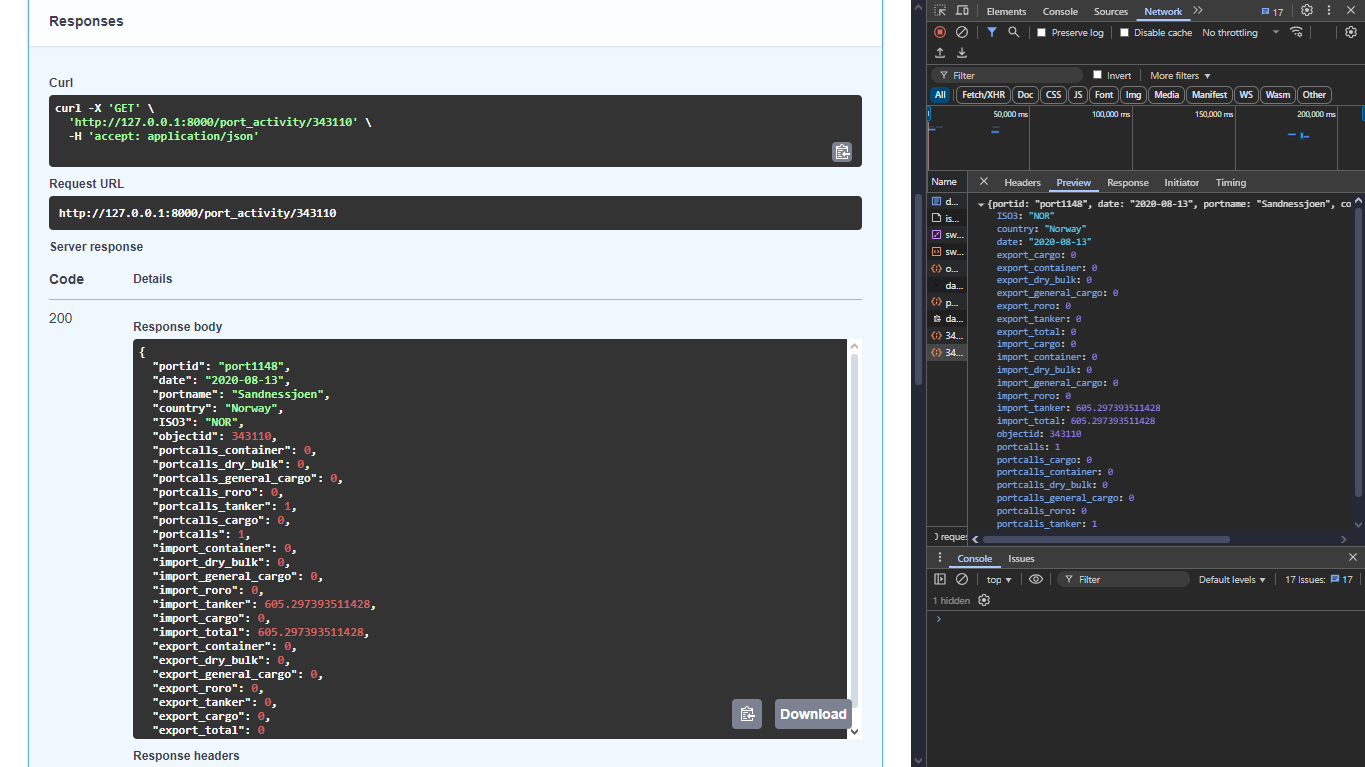 Responses
Curl
curl -X 'GET' \
'http://127.0.0.1:8000/port_activity/343110' \
-H 'accept: application/json'
Request URL
http://127.0.0.1:8000/port_activity/343110
Server response
Code Details
200
Response body
{
"portid": "port1148",
"date": "2020-08-13",
"portname": "Sandnessjoen",
"country": "Norway",
"ISO3": "NOR",
"objectid": 343110,
"portcalls_container": 0,
"portcalls_dry_bulk": 0,
"portcalls_general_cargo": 0,
"portcalls_roro": 0,
"portcalls_tanker": 1,
"portcalls_cargo": 0,
"portcalls": 1,
"import_container": 0,
"import_dry_bulk": 0,
"import_general_cargo": 0,
"import_roro": 0,
"import_tanker": 605.297393511428,
"import_cargo": 0,
"import_total": 605.297393511428,
"export_container": 0,
"export_dry_bulk": 0,
"export_general_cargo": 0,
"export_roro": 0,
"export_tanker": 0,
"export_cargo": 0,
"export_total": 0
Download
Response headers
Elements Console Sources Network 17
Preserve log Disable cache No throttling
Filter Invert More filters
All Fetch/XHR Doc CSS JS Font Img Media Manifest WS Wasm Other
50,000 ms 100,000 ms 150,000 ms 200,000 ms
Name Headers Preview Response Initiator Timing
d...
is...
sw...
sw...
o...
da...
p...
da...
34...
34...
{portid: "port1148", date: "2020-08-13", portname: "Sandnessjoen", co
ISO3: "NOR"
country: "Norway"
date: "2020-08-13"
export_cargo: 0
export_container: 0
export_dry_bulk: 0
export_general_cargo: 0
export_roro: 0
export_tanker: 0
export_total: 0
import_cargo: 0
import_container: 0
import_dry_bulk: 0
import_general_cargo: 0
import_roro: 0
import_tanker: 605.297393511428
import_total: 605.297393511428
objectid: 343110
portcalls: 1
portcalls_cargo: 0
portcalls_container: 0
portcalls_dry_bulk: 0
portcalls_general_cargo: 0
portcalls_roro: 0
portcalls_tanker: 1
0 reques
Console Issues
top Filter Default levels 17 Issues: 17
1 hidden